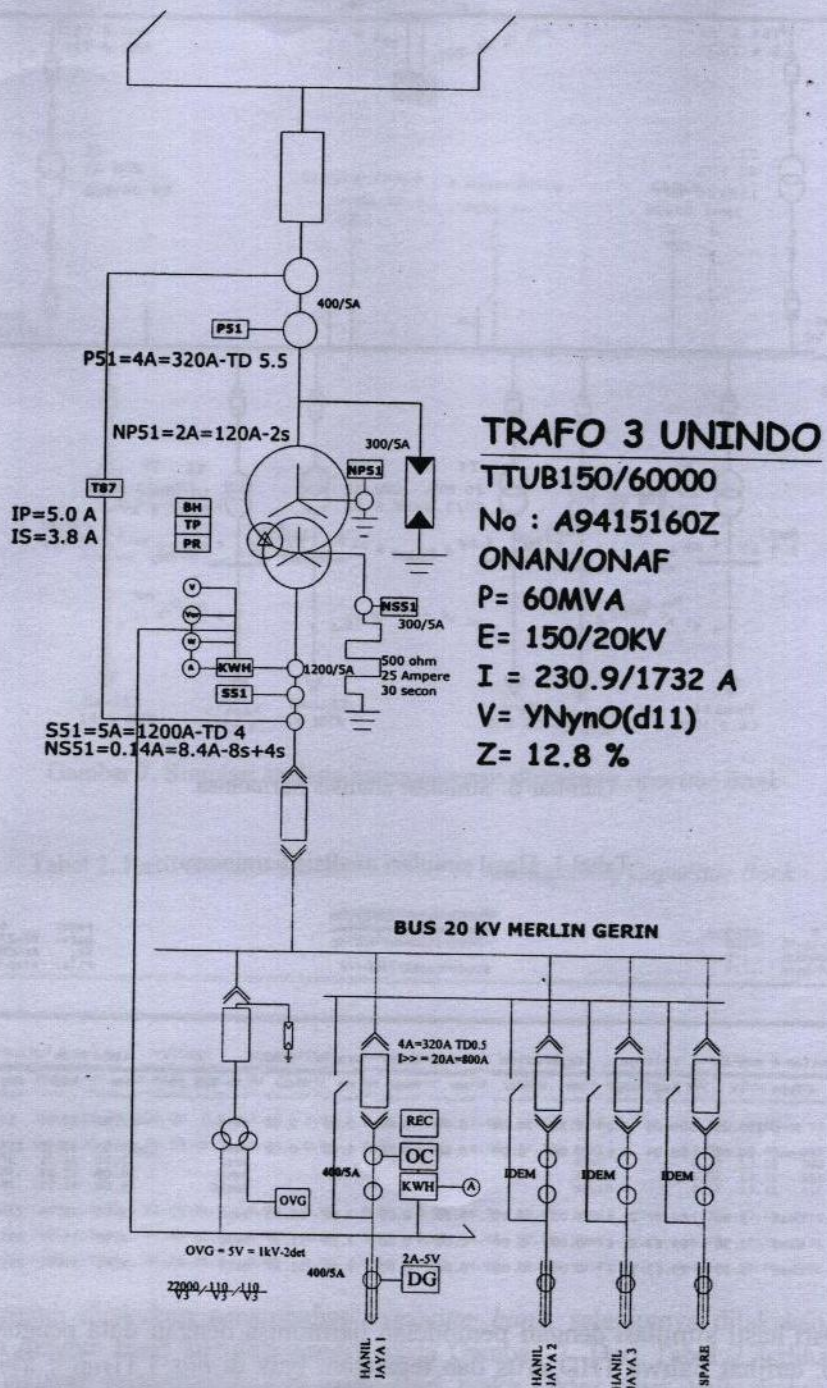 400/5A
P51
P51=4A=320A-TD 5.5
NP51=2A=120A-2s
300/5A
NP51
T87
IP=5.0 A
IS=3.8 A
BH
TP
PR
TRAFO 3 UNINDO
TTUB150/60000
No : A9415160Z
ONAN/ONAF
P= 60MVA
E= 150/20KV
I = 230.9/1732 A
V= YNynO(d11)
Z= 12.8 %
V
W
A
KWH
1200/5A
S51
NSS1
300/5A
500 ohm
25 Ampere
30 secon
S51=5A=1200A-TD 4
NS51=0.14A=8.4A-8s+4s
BUS 20 KV MERLIN GERIN
4A=320A TD0.5
I>> = 20A=800A
REC
OC
400/5A
KWH
A
IDEM
IDEM
IDEM
OVG
OVG = 5V = 1kV-2det
22000/V3 / 110/V3 / 110/V3
400/5A
2A-5V
DG
HANIL
JAYA 1
HANIL
JAYA 2
HANIL
JAYA 3
SPARE